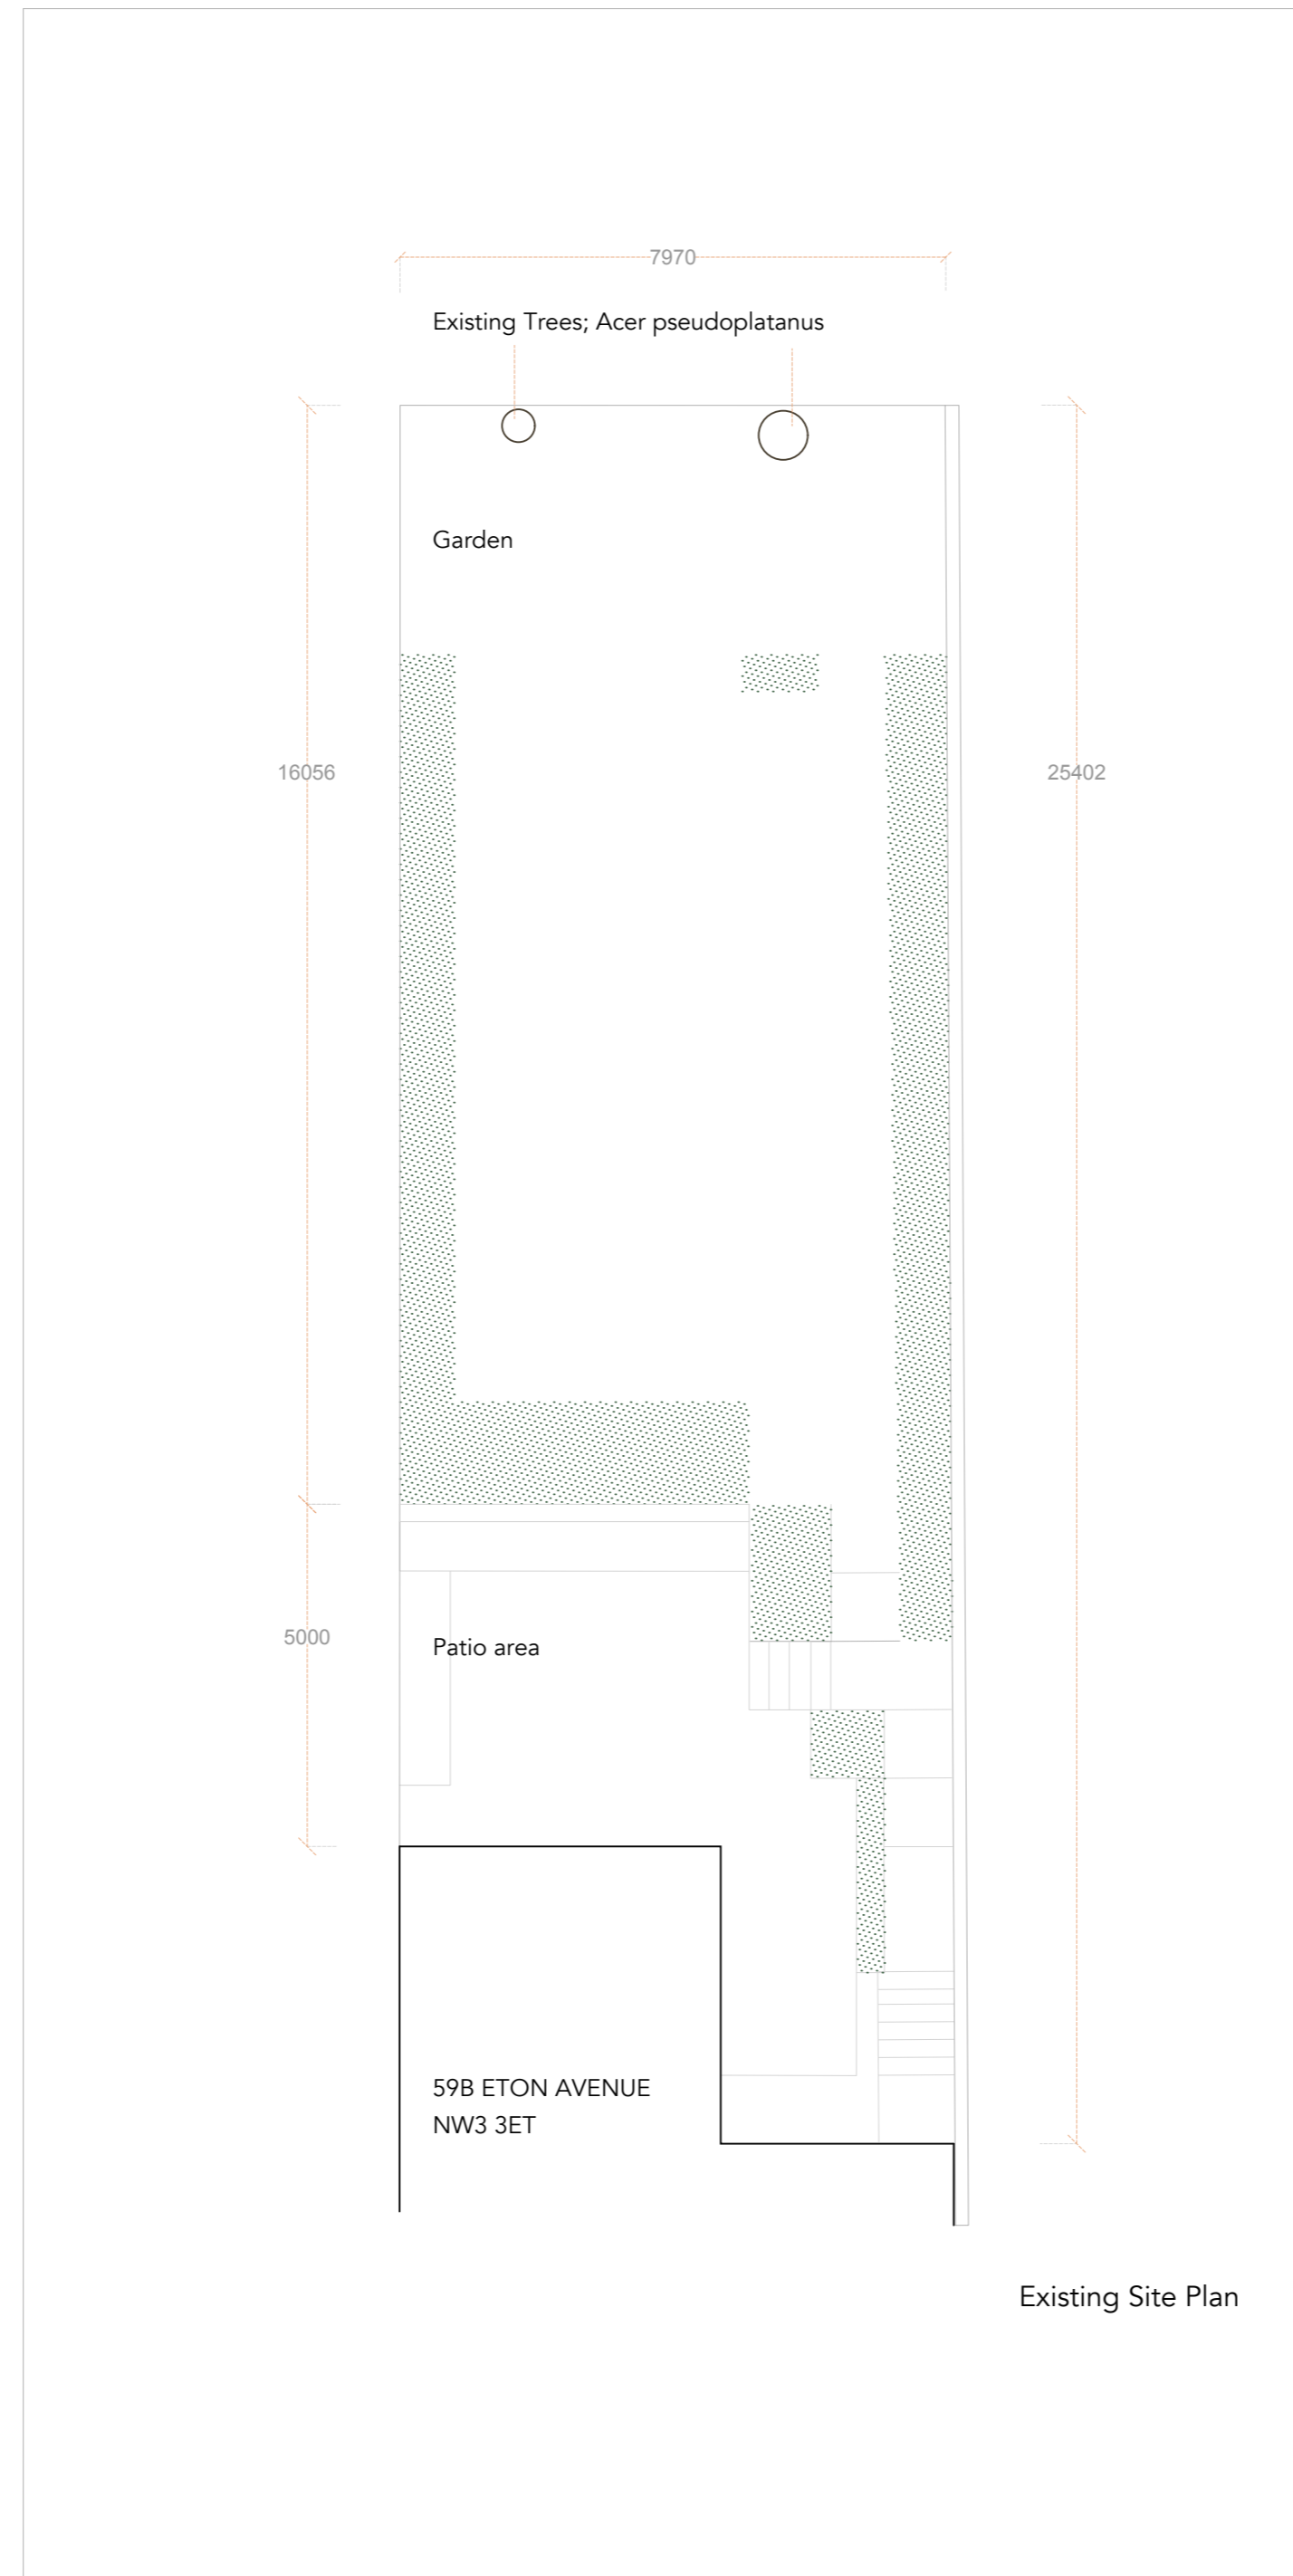 7970
Existing Trees; Acer pseudoplatanus
Garden
16056
25402
5000
Patio area
59B ETON AVENUE
NW3 3ET
Existing Site Plan